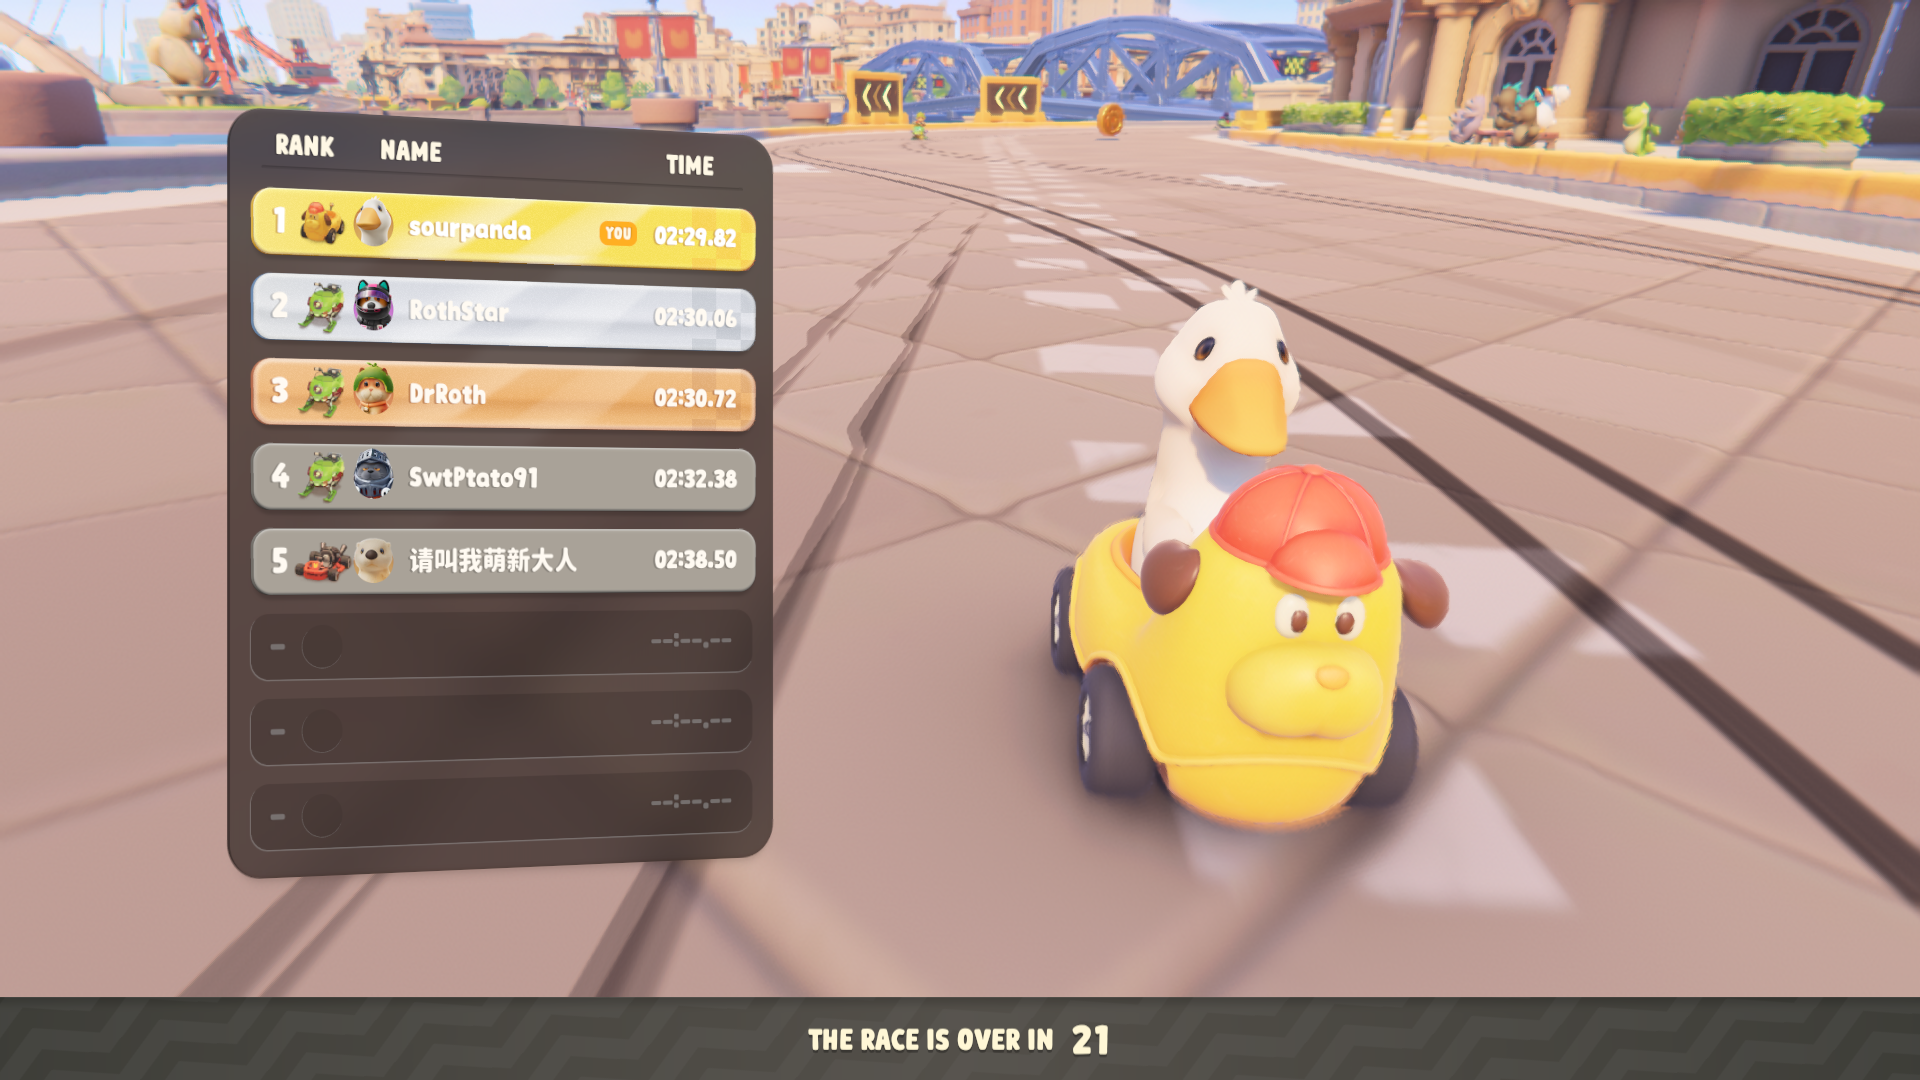 RANK NAME TIME
1 sourpanda YOU 02:29.82
2 RothStar 02:30.06
3 DrRoth 02:30.72
4 SwtPtato91 02:32.38
5 请叫我萌新大人 02:38.50
- --:--.--
- --:--.--
- --:--.--
THE RACE IS OVER IN 21